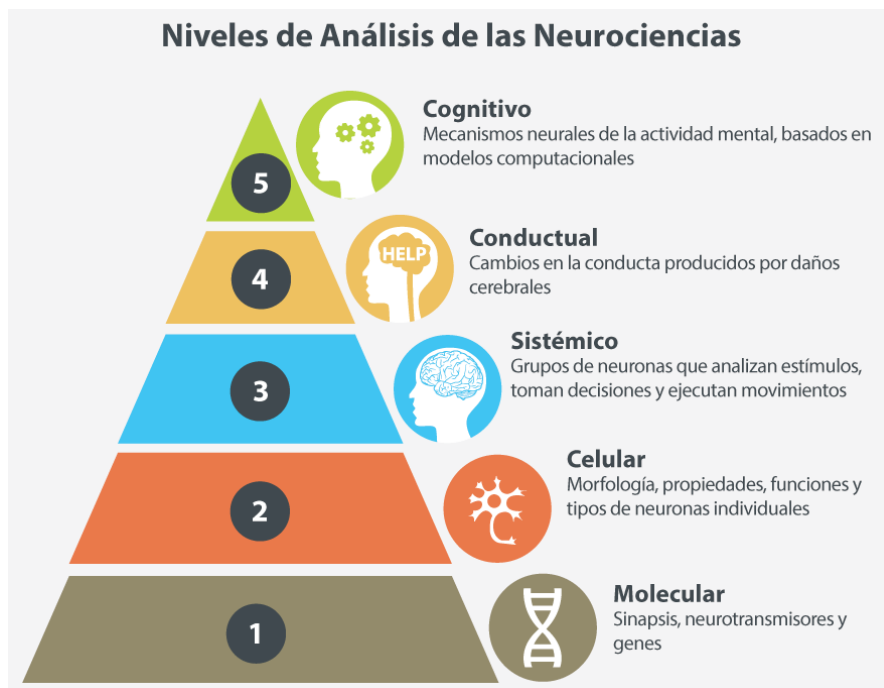 Niveles de Análisis de las Neurociencias
5
Cognitivo
Mecanismos neurales de la actividad mental, basados en
modelos computacionales
4
HELP
Conductual
Cambios en la conducta producidos por daños
cerebrales
3
Sistémico
Grupos de neuronas que analizan estímulos,
toman decisiones y ejecutan movimientos
2
Celular
Morfología, propiedades, funciones y
tipos de neuronas individuales
1
Molecular
Sinapsis, neurotransmisores y
genes